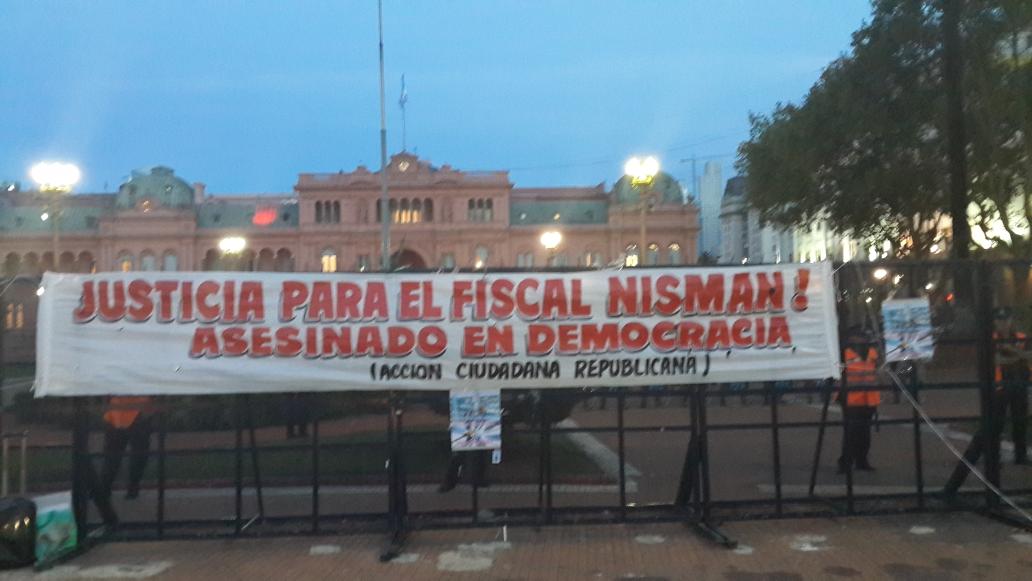 JUSTICIA PARA EL FISCAL NISMAN!
ASESINADO EN DEMOCRACIA
(ACCION CIUDADANA REPUBLICANA)